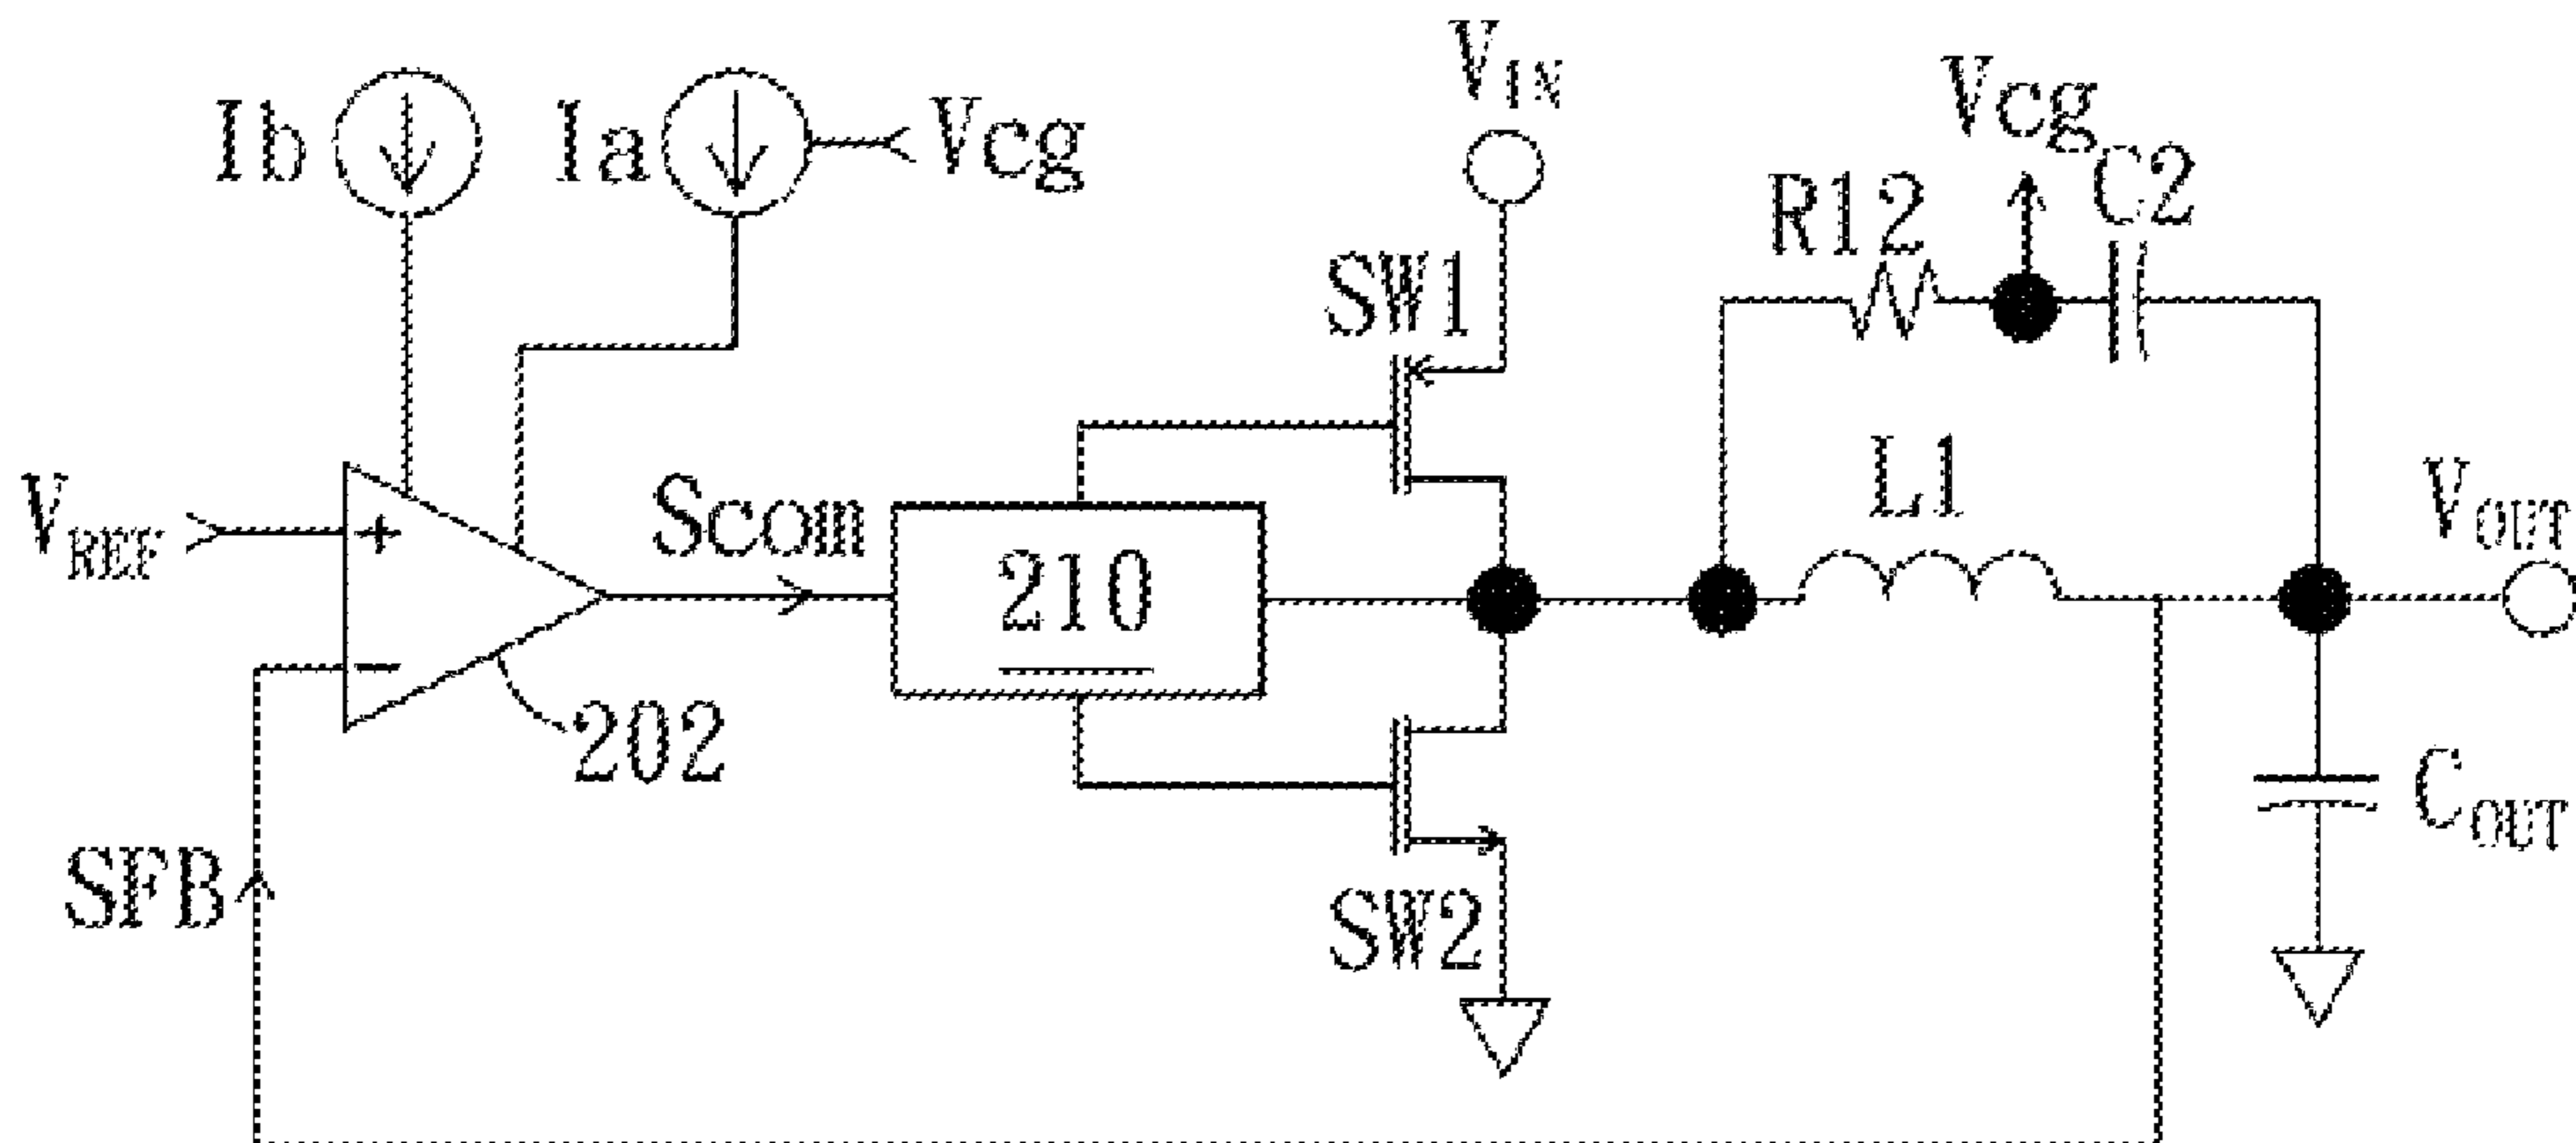 Ib
Ia
Vcg
VIN
Vcg
C2
R12
SW1
L1
VREF
+
Scom
210
VOUT
−
202
SFB
SW2
COUT